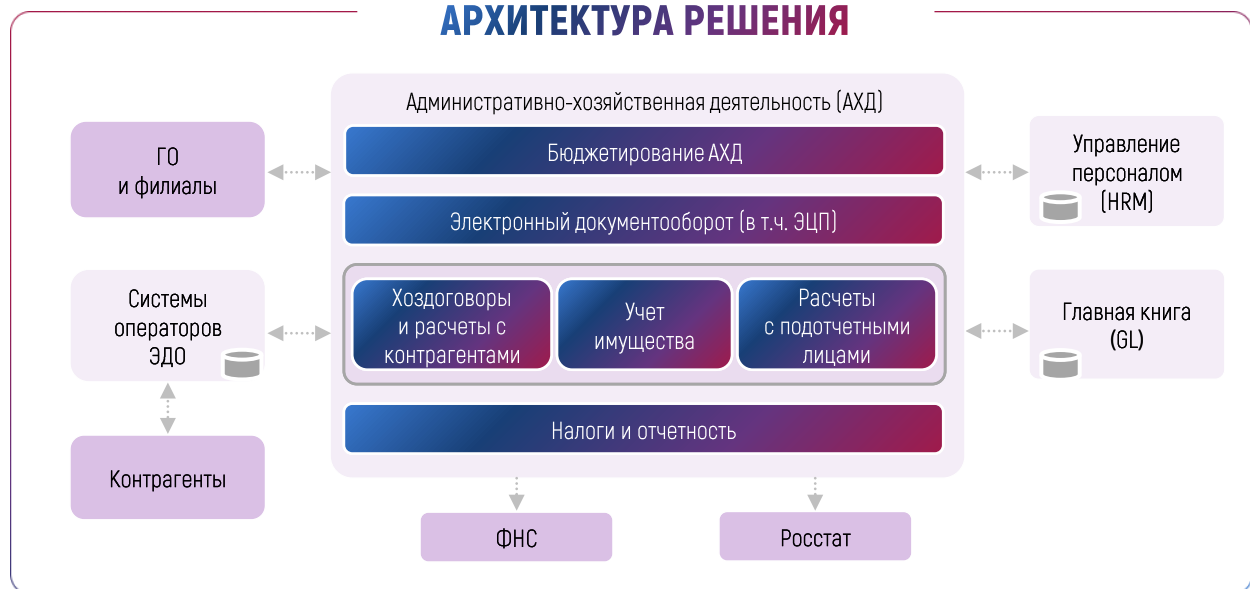 АРХИТЕКТУРА РЕШЕНИЯ
Административно-хозяйственная деятельность (АХД)
Бюджетирование АХД
Электронный документооборот (в т.ч. ЭЦП)
Хоздоговоры
и расчеты с
контрагентами
Учет
имущества
Расчеты
с подотчетными
лицами
Налоги и отчетность
ГО
и филиалы
Системы
операторов
ЭДО
Контрагенты
Управление
персоналом
(HRM)
Главная книга
(GL)
ФНС
Росстат